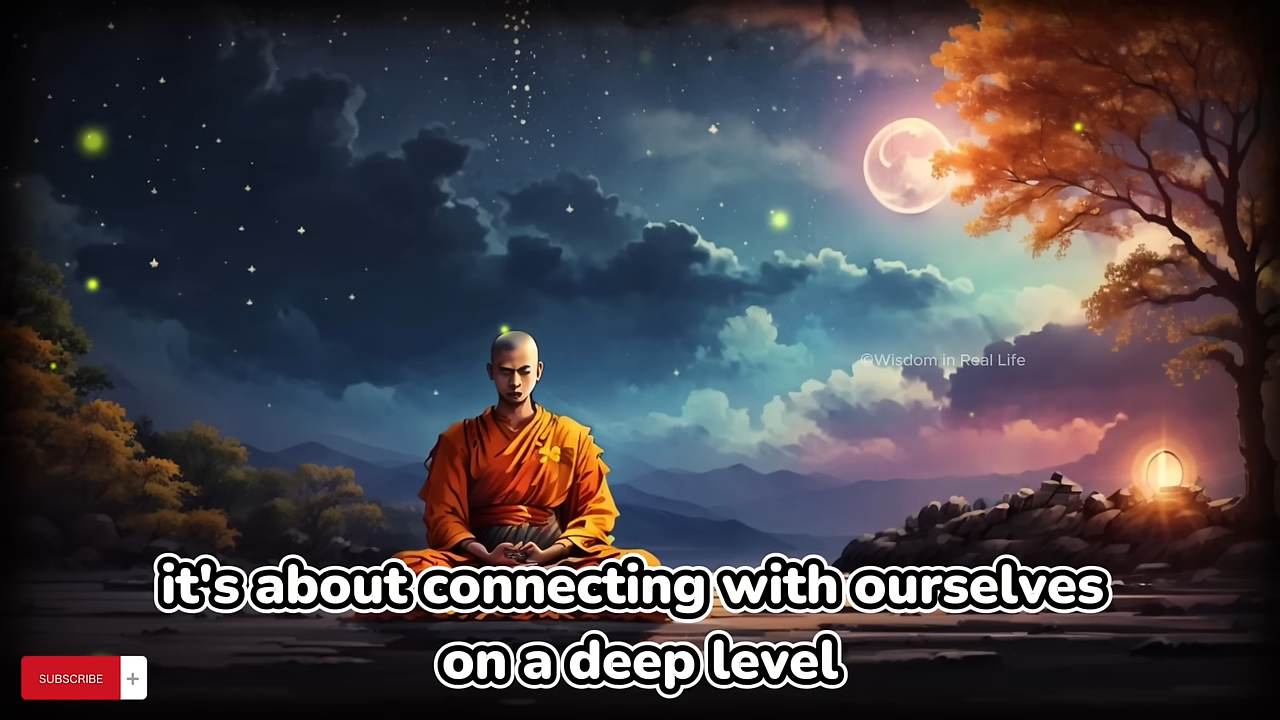 ©Wisdom in Real Life
it's about connecting with ourselves
on a deep level
SUBSCRIBE +